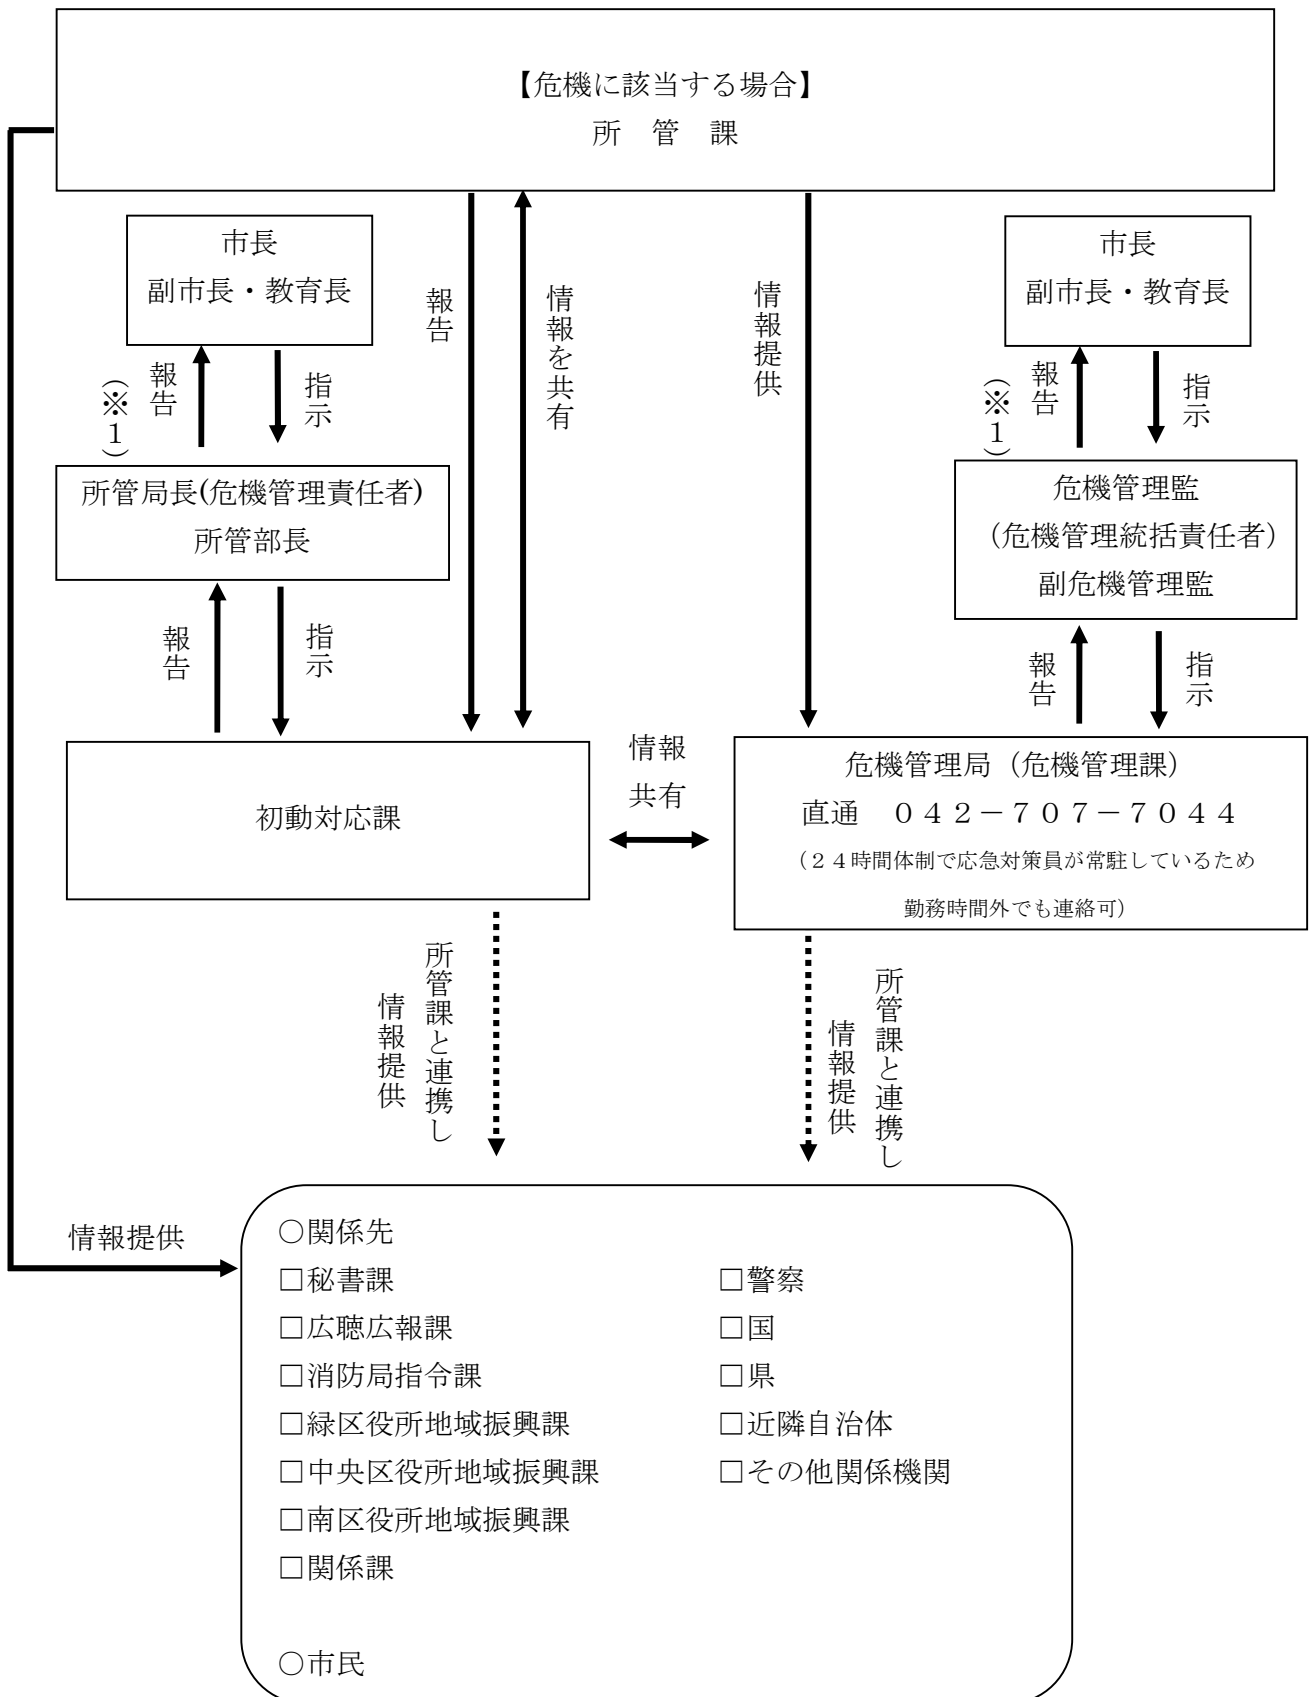 【危機に該当する場合】
所　管　課
市長
副市長・教育長
報告
情報を共有
情報提供
市長
副市長・教育長
（※１）
報告
指示
（※１）
報告
指示
所管局長(危機管理責任者)
所管部長
危機管理監
（危機管理統括責任者）
副危機管理監
報告
指示
報告
指示
初動対応課
情報
共有
危機管理局（危機管理課）
直通　０４２－７０７－７０４４
（２４時間体制で応急対策員が常駐しているため
勤務時間外でも連絡可）
所管課と連携し
情報提供
所管課と連携し
情報提供
情報提供
○関係先
□秘書課
□警察
□広聴広報課
□国
□消防局指令課
□県
□緑区役所地域振興課
□近隣自治体
□中央区役所地域振興課
□その他関係機関
□南区役所地域振興課
□関係課
○市民